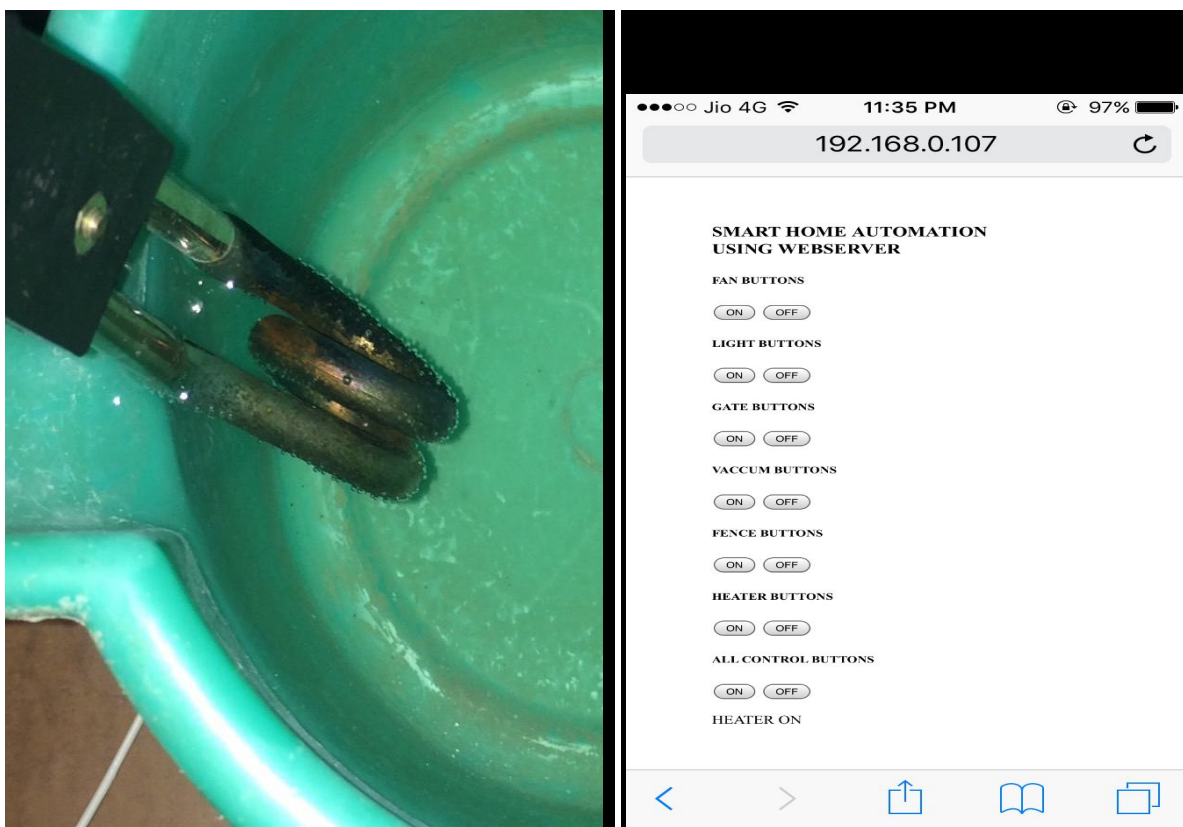 Jio 4G 11:35 PM 97%
192.168.0.107
SMART HOME AUTOMATION
USING WEBSERVER
FAN BUTTONS
ON OFF
LIGHT BUTTONS
ON OFF
GATE BUTTONS
ON OFF
VACCUM BUTTONS
ON OFF
FENCE BUTTONS
ON OFF
HEATER BUTTONS
ON OFF
ALL CONTROL BUTTONS
ON OFF
HEATER ON